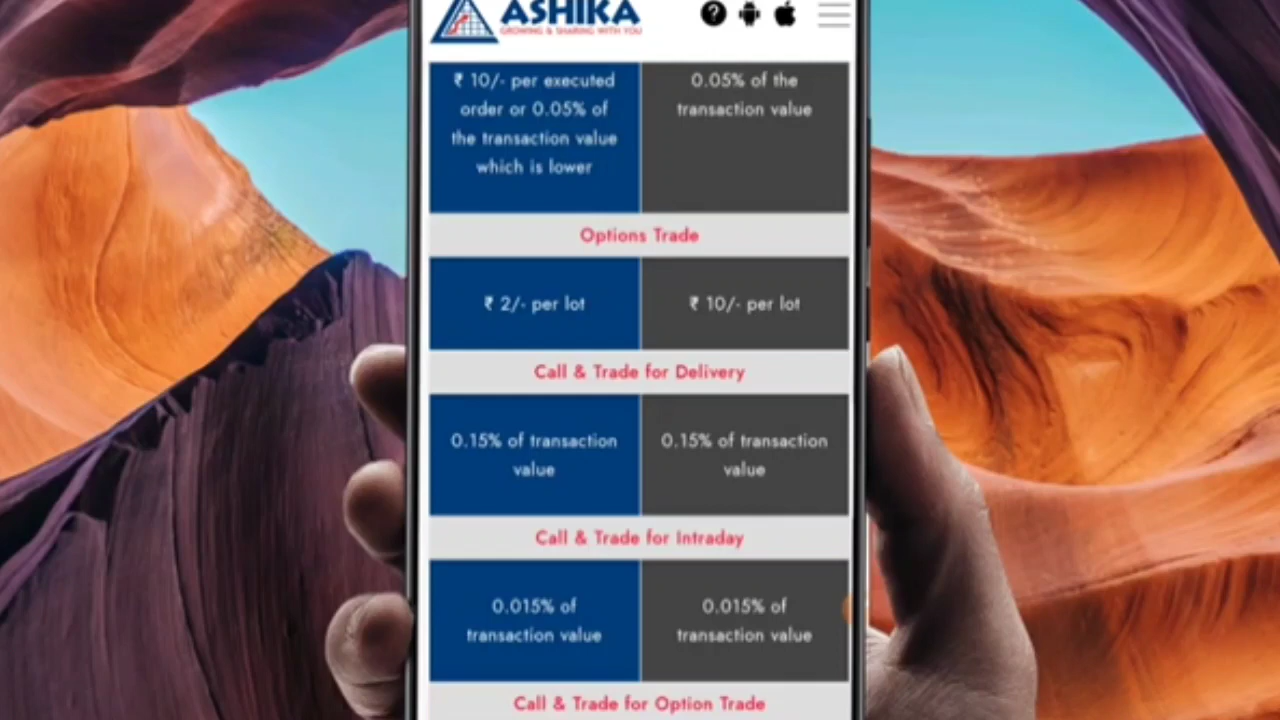 ASHIKA
GROWING & SHARING WITH YOU
₹ 10/- per executed
order or 0.05% of
the transaction value
which is lower
0.05% of the
transaction value
Options Trade
₹ 2/- per lot
₹ 10/- per lot
Call & Trade for Delivery
0.15% of transaction
value
0.15% of transaction
value
Call & Trade for Intraday
0.015% of
transaction value
0.015% of
transaction value
Call & Trade for Option Trade